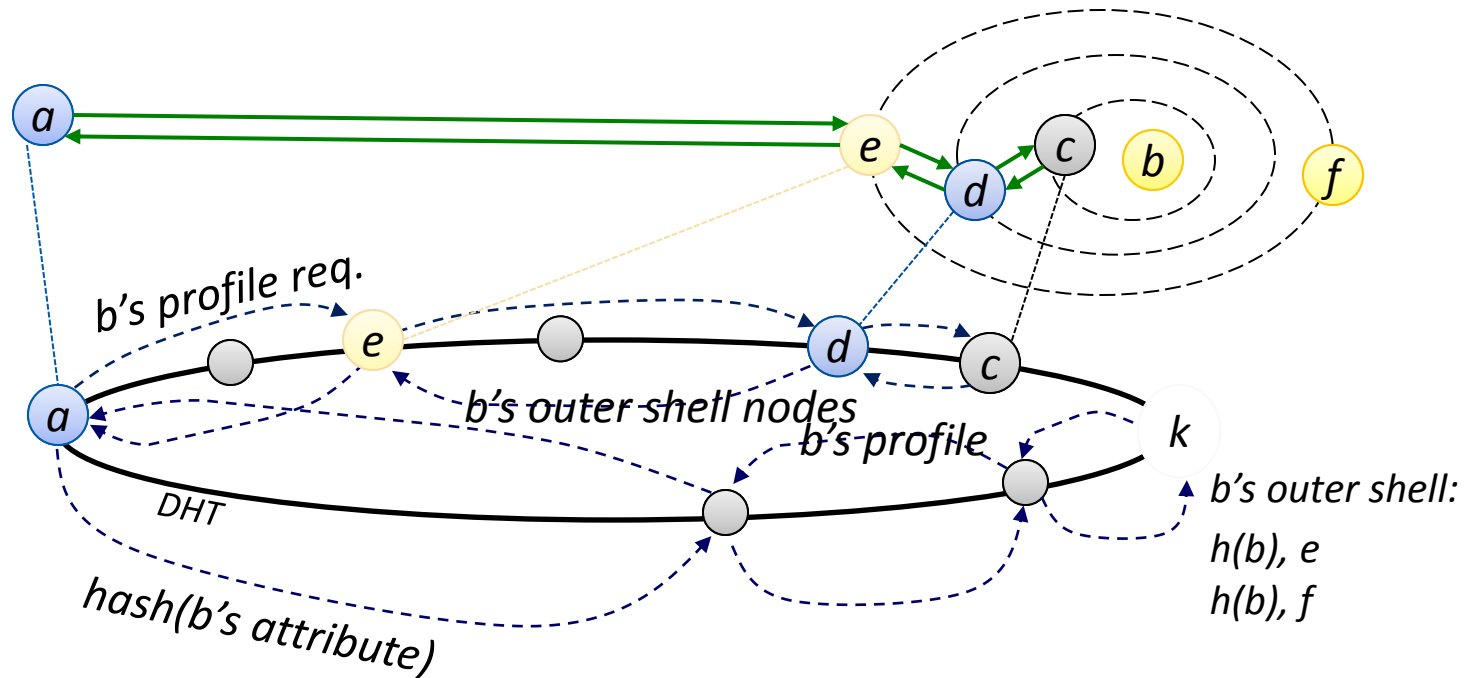 a
e
c
b
f
d
b’s profile req.
e
d
c
a
b’s outer shell nodes
b’s profile
k
DHT
b’s outer shell:
h(b), e
h(b), f
hash(b’s attribute)